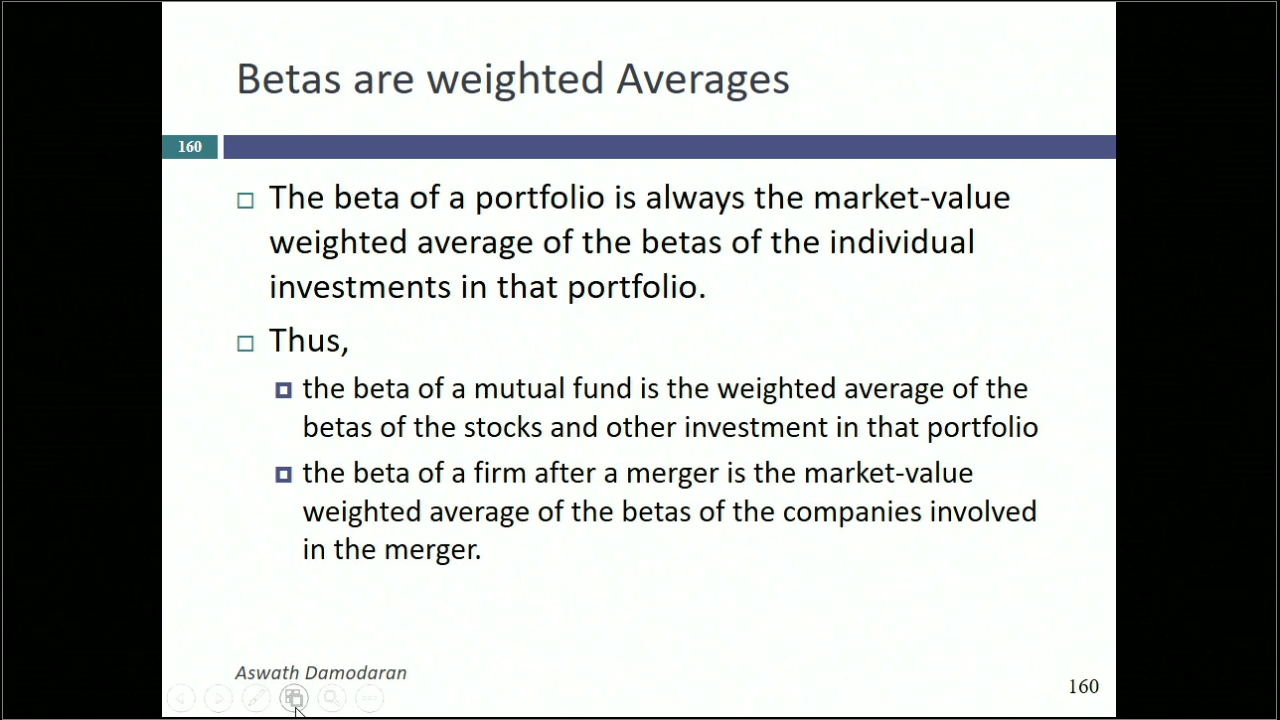 Betas are weighted Averages
160
The beta of a portfolio is always the market-value
weighted average of the betas of the individual
investments in that portfolio.
Thus,
the beta of a mutual fund is the weighted average of the
betas of the stocks and other investment in that portfolio
the beta of a firm after a merger is the market-value
weighted average of the betas of the companies involved
in the merger.
Aswath Damodaran
160